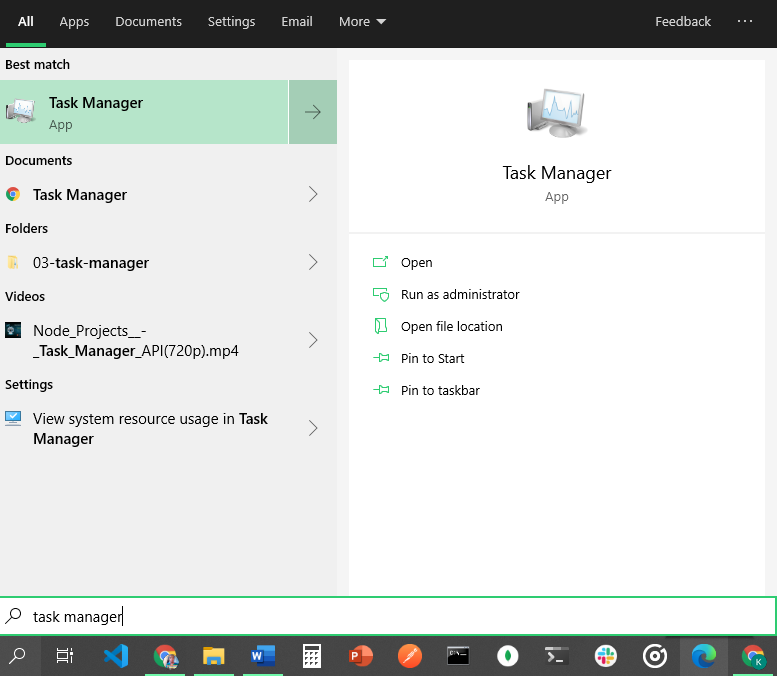 All Apps Documents Settings Email More Feedback ...
Best match
Task Manager
App
Documents
Task Manager
Folders
03-task-manager
Videos
Node_Projects__-
_Task_Manager_API(720p).mp4
Settings
View system resource usage in Task
Manager
Task Manager
App
Open
Run as administrator
Open file location
Pin to Start
Pin to taskbar
task manager
W
P
K